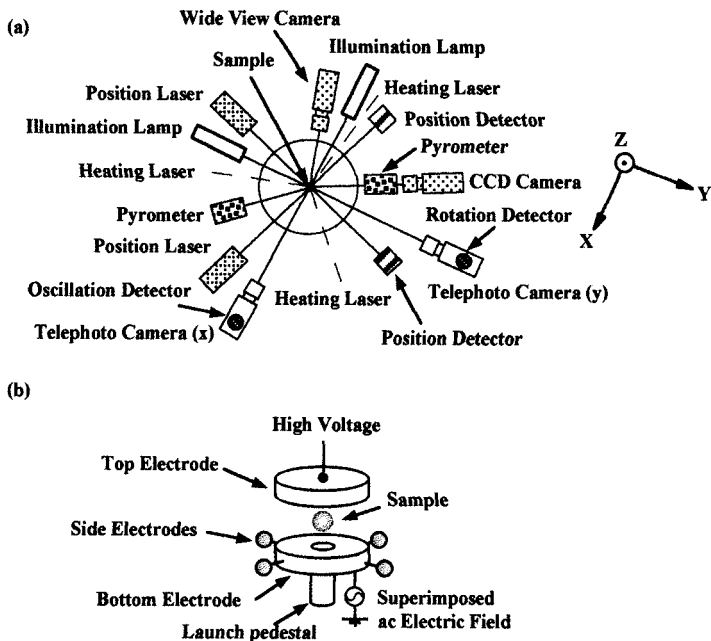 (a)
Wide View Camera
Illumination Lamp
Sample
Heating Laser
Position Laser
Position Detector
Illumination Lamp
Pyrometer
Heating Laser
CCD Camera
Z
Y
X
Pyrometer
Rotation Detector
Position Laser
Oscillation Detector
Heating Laser
Telephoto Camera (y)
Telephoto Camera (x)
Position Detector
(b)
High Voltage
Top Electrode
Sample
Side Electrodes
Bottom Electrode
Superimposed
ac Electric Field
Launch pedestal